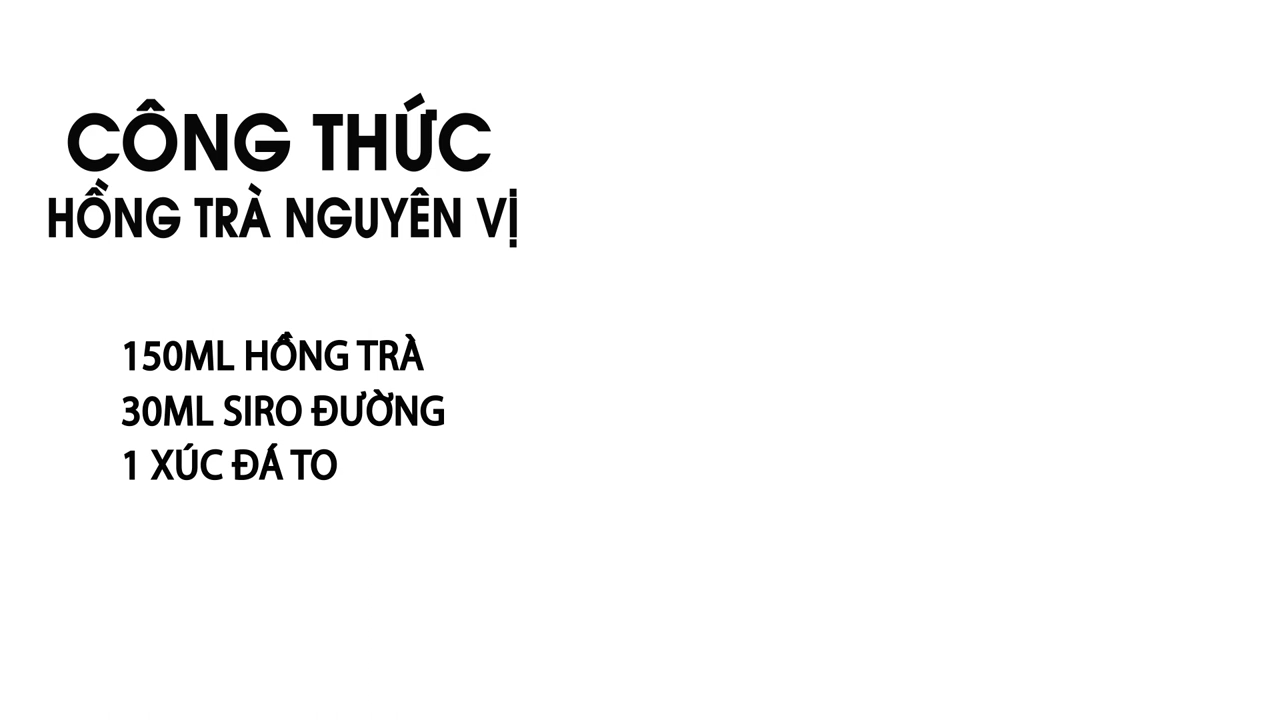 CÔNG THỨC
HỒNG TRÀ NGUYÊN VỊ
150ML HỒNG TRÀ
30ML SIRO ĐƯỜNG
1 XÚC ĐÁ TO